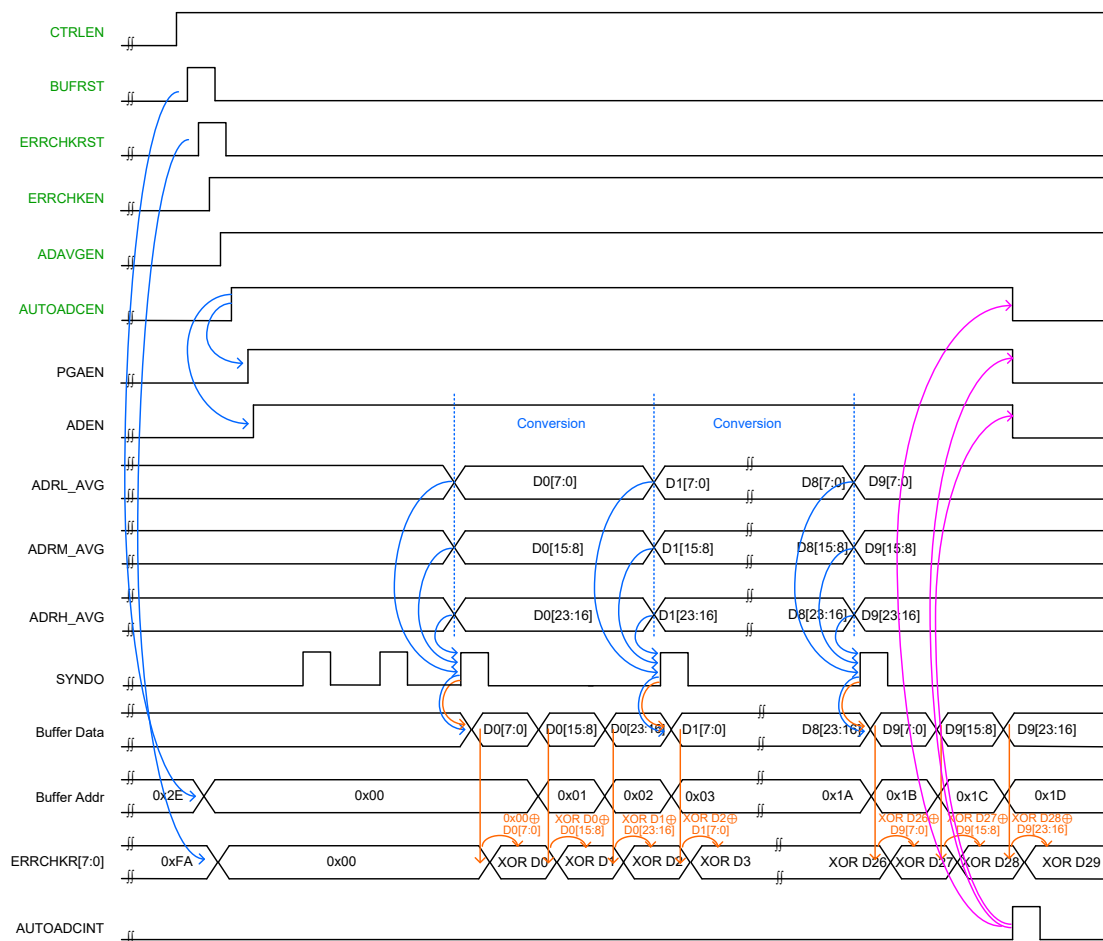 CTRLEN
BUFRST
ERRCHKRST
ERRCHKEN
ADAVGEN
AUTOADCEN
PGAEN
ADEN
Conversion Conversion
ADRL_AVG D0[7:0] D1[7:0] D8[7:0] D9[7:0]
ADRM_AVG D0[15:8] D1[15:8] D8[15:8] D9[15:8]
ADRH_AVG D0[23:16] D1[23:16] D8[23:16] D9[23:16]
SYNDO
Buffer Data D0[7:0] D0[15:8] D0[23:16] D1[7:0] D8[23:16] D9[7:0] D9[15:8] D9[23:16]
Buffer Addr 0x2E 0x00 0x01 0x02 0x03 0x1A 0x1B 0x1C 0x1D
0x00⊕ XOR D0⊕ XOR D1⊕ XOR D2⊕ XOR D26⊕ XOR D27⊕ XOR D28⊕
D0[7:0] D0[15:8] D0[23:16] D1[7:0] D9[7:0] D9[15:8] D9[23:16]
ERRCHKR[7:0] 0xFA 0x00 XOR D0 XOR D1 XOR D2 XOR D3 XOR D26 XOR D27 XOR D28 XOR D29
AUTOADCINT